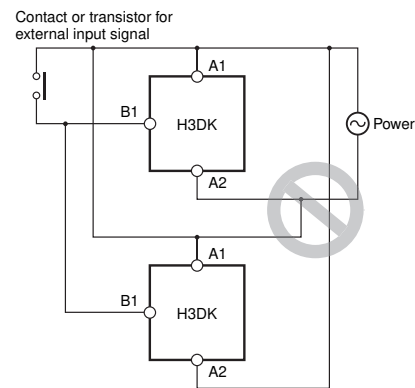 Contact or transistor for
external input signal
A1
B1
H3DK
Power
A2
A1
B1
H3DK
A2